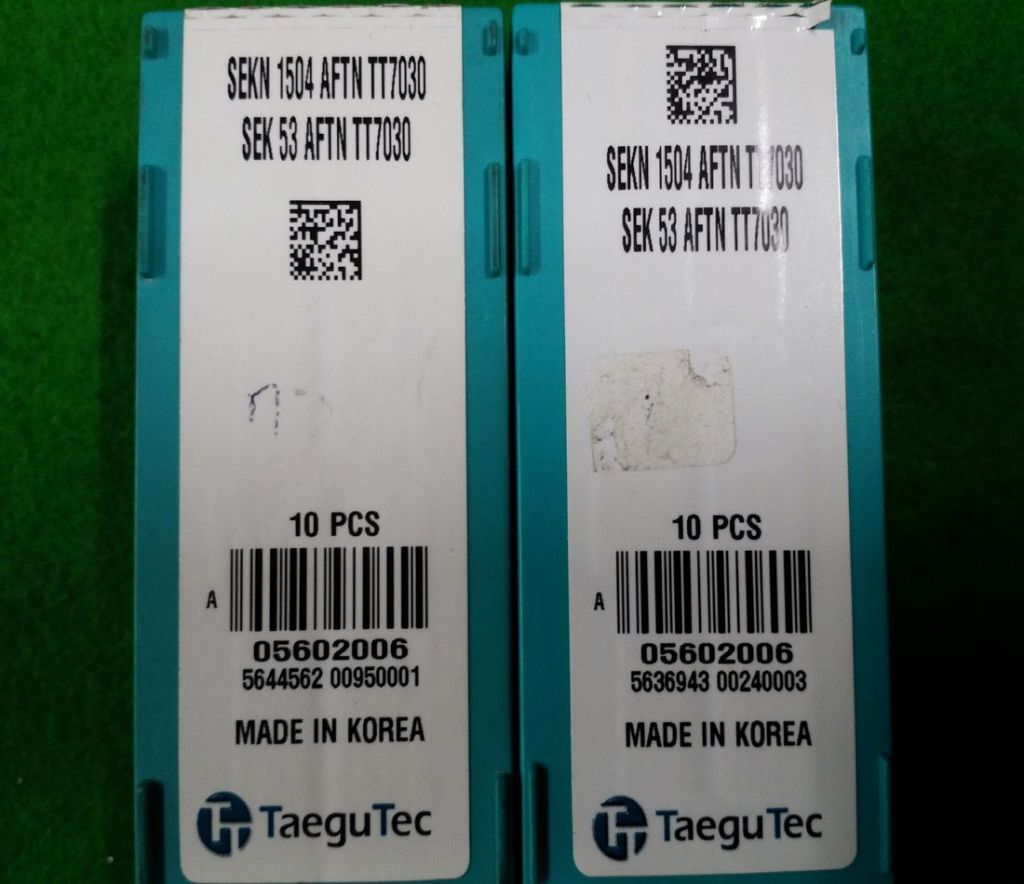 SEKN 1504 AFTN TT7030
SEK 53 AFTN TT7030
10 PCS
A
05602006
5644562 00950001
MADE IN KOREA
TaeguTec
SEKN 1504 AFTN TT7030
SEK 53 AFTN TT7030
10 PCS
A
05602006
5636943 00240003
MADE IN KOREA
TaeguTec